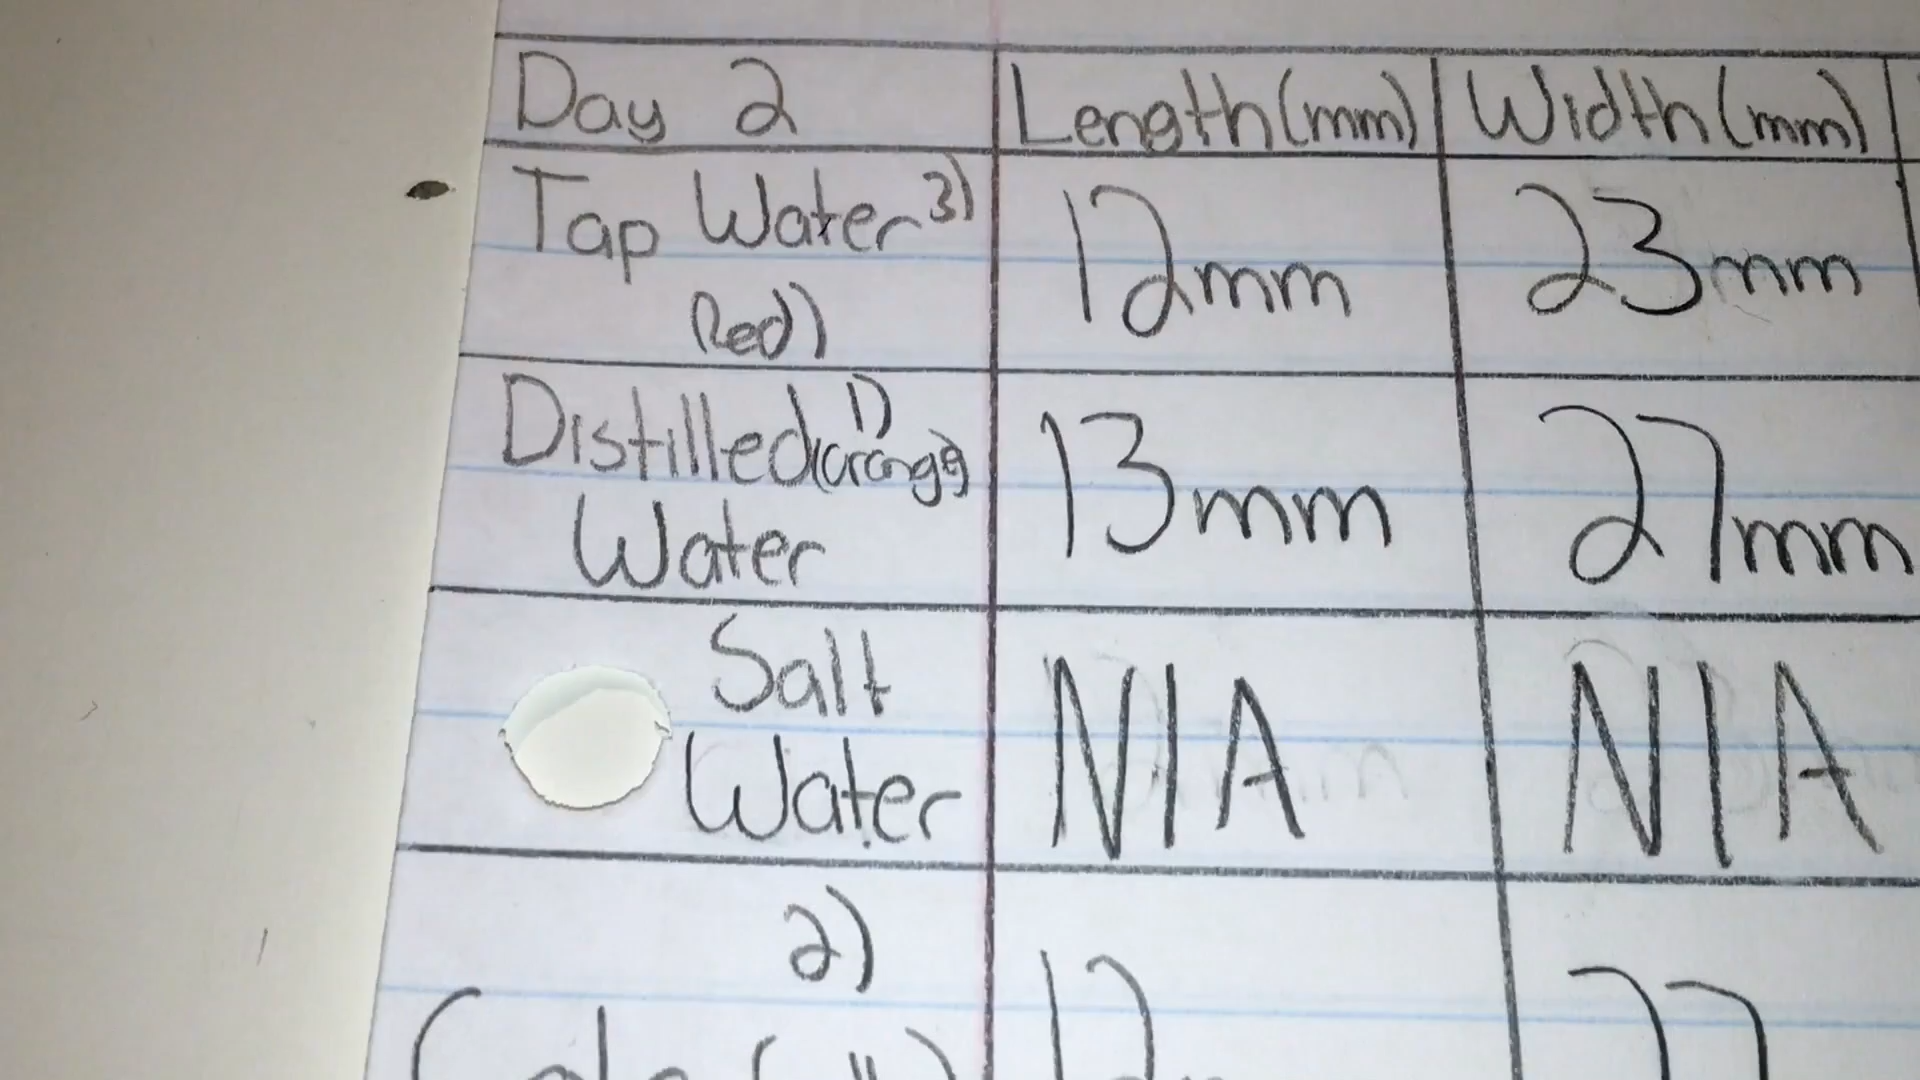 Day 2 Length(mm) Width(mm)
Tap Water 3) 12mm 23mm
Red)
Distilled 1) (orange) 13mm 27mm
Water
Salt N/A N/A
Water
2)
12